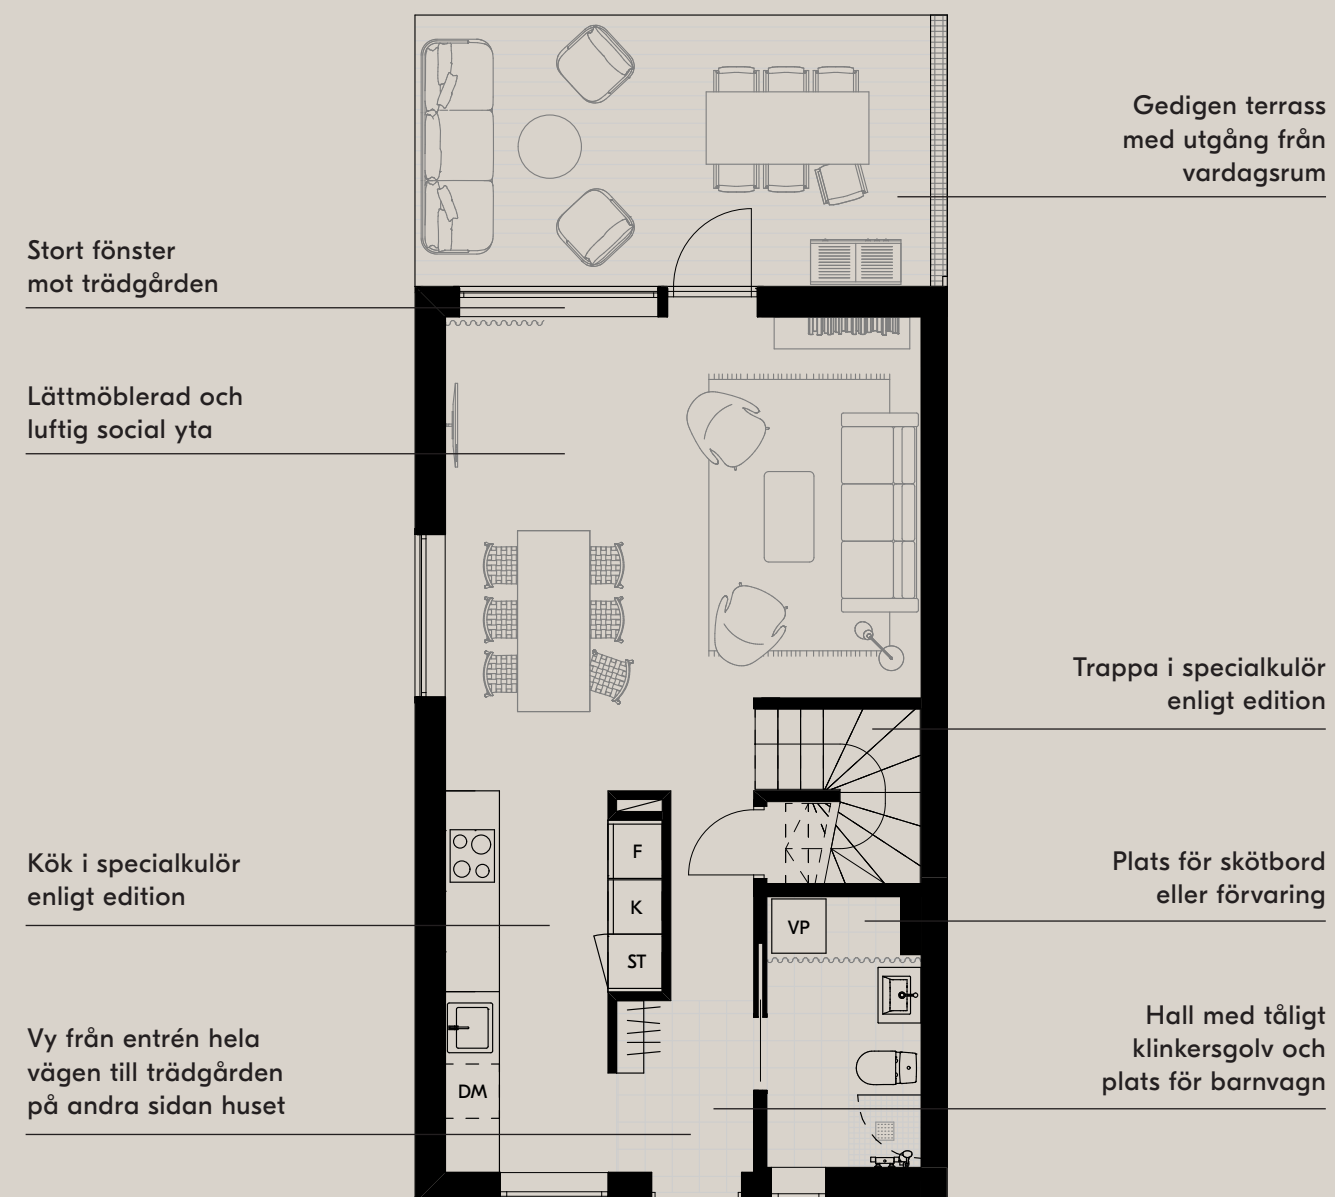 Gedigen terrass
med utgång från
vardagsrum
Stort fönster
mot trädgården
Lättmöblerad och
luftig social yta
Trappa i specialkulör
enligt edition
Kök i specialkulör
enligt edition
F
K
ST
VP
Plats för skötbord
eller förvaring
Vy från entrén hela
vägen till trädgården
på andra sidan huset
DM
Hall med tåligt
klinkersgolv och
plats för barnvagn